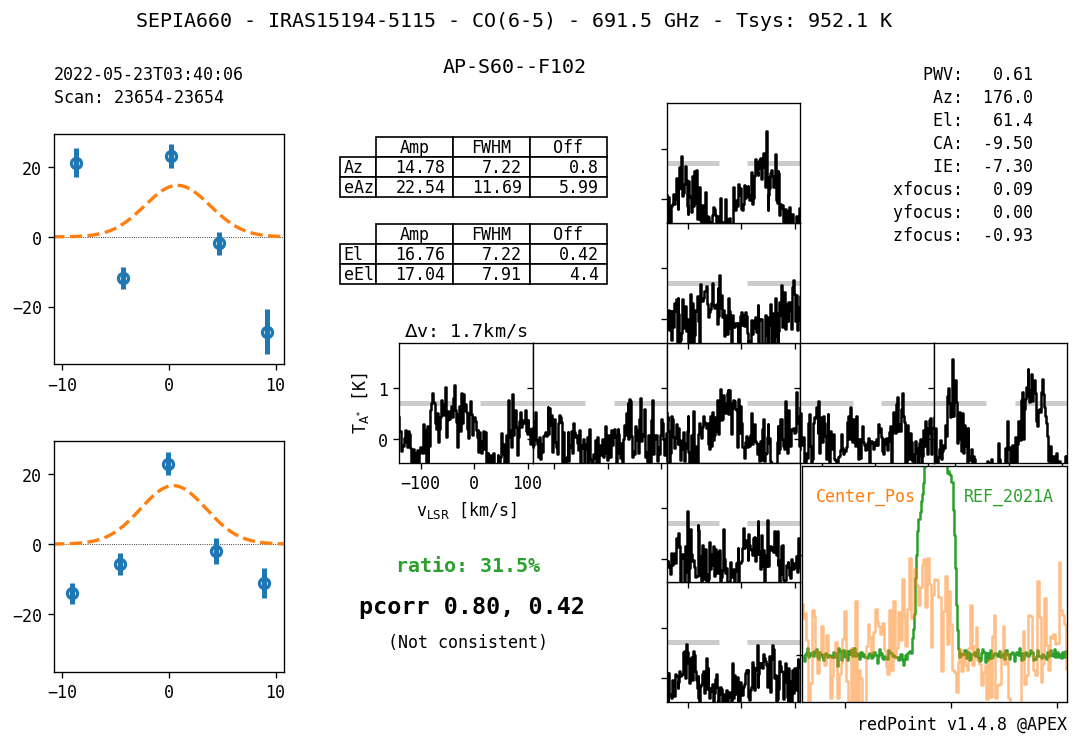 SEPIA660 - IRAS15194-5115 - CO(6-5) - 691.5 GHz - Tsys: 952.1 K
2022-05-23T03:40:06
Scan: 23654-23654
AP-S60--F102
PWV: 0.61
Az: 176.0
El: 61.4
CA: -9.50
IE: -7.30
xfocus: 0.09
yfocus: 0.00
zfocus: -0.93
20
0
−20
−10 0 10
Amp FWHM Off
Az 14.78 7.22 0.8
eAz 22.54 11.69 5.99
Amp FWHM Off
El 16.76 7.22 0.42
eEl 17.04 7.91 4.4
Δv: 1.7km/s
T_A* [K]
1
0
−100 0 100
v_LSR [km/s]
20
0
−20
−10 0 10
ratio: 31.5%
pcorr 0.80, 0.42
(Not consistent)
Center_Pos
REF_2021A
redPoint v1.4.8 @APEX